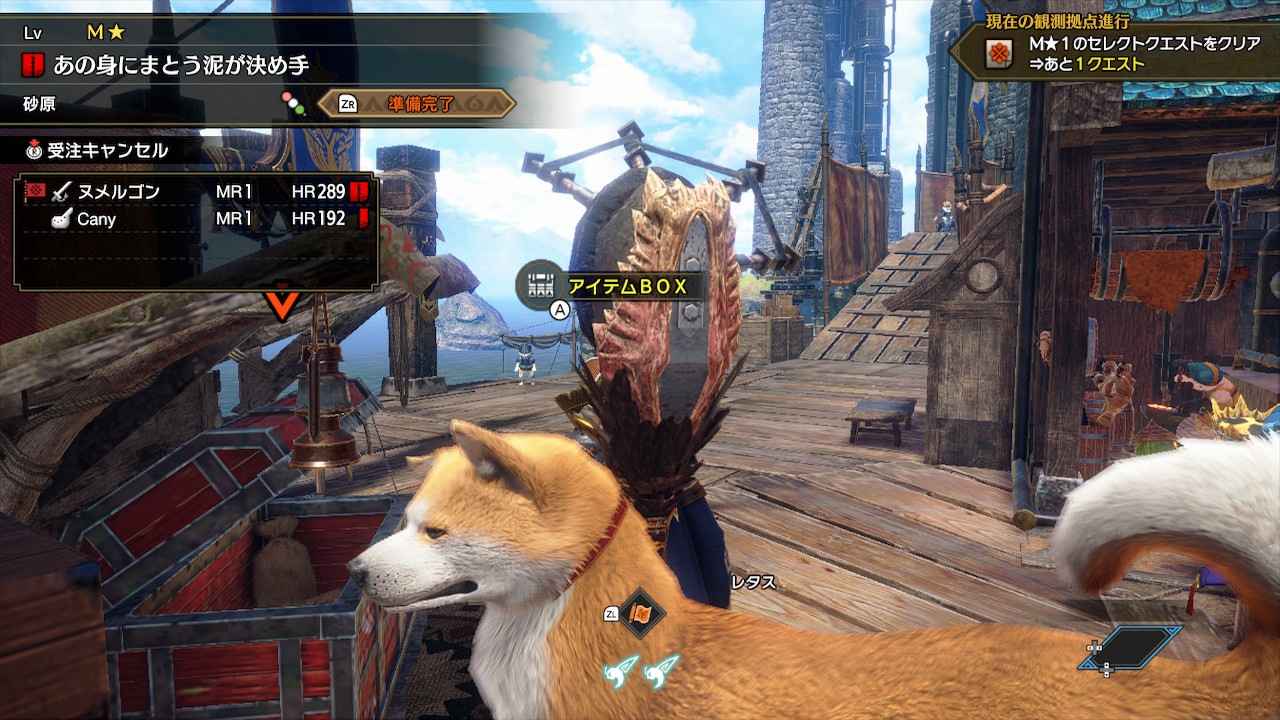 Lv M★
あの身にまとう泥が決め手
砂原
ZR 準備完了
受注キャンセル
ヌメルゴン MR1 HR289
Cany MR1 HR192
現在の観測拠点進行
M★1のセレクトクエストをクリア
⇒あと1クエスト
アイテムBOX
A
レタス
ZL